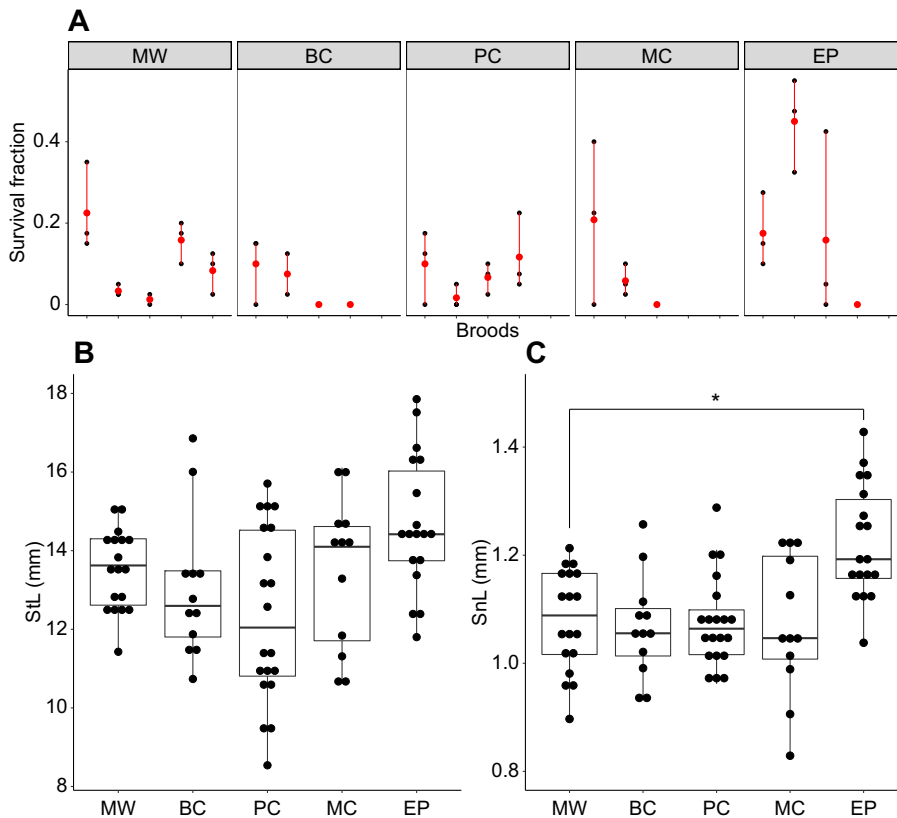 A
MW BC PC MC EP
Survival fraction
0.4
0.2
0
Broods
B
StL (mm)
18
16
14
12
10
8
MW BC PC MC EP
C
SnL (mm)
*
1.4
1.2
1.0
0.8
MW BC PC MC EP